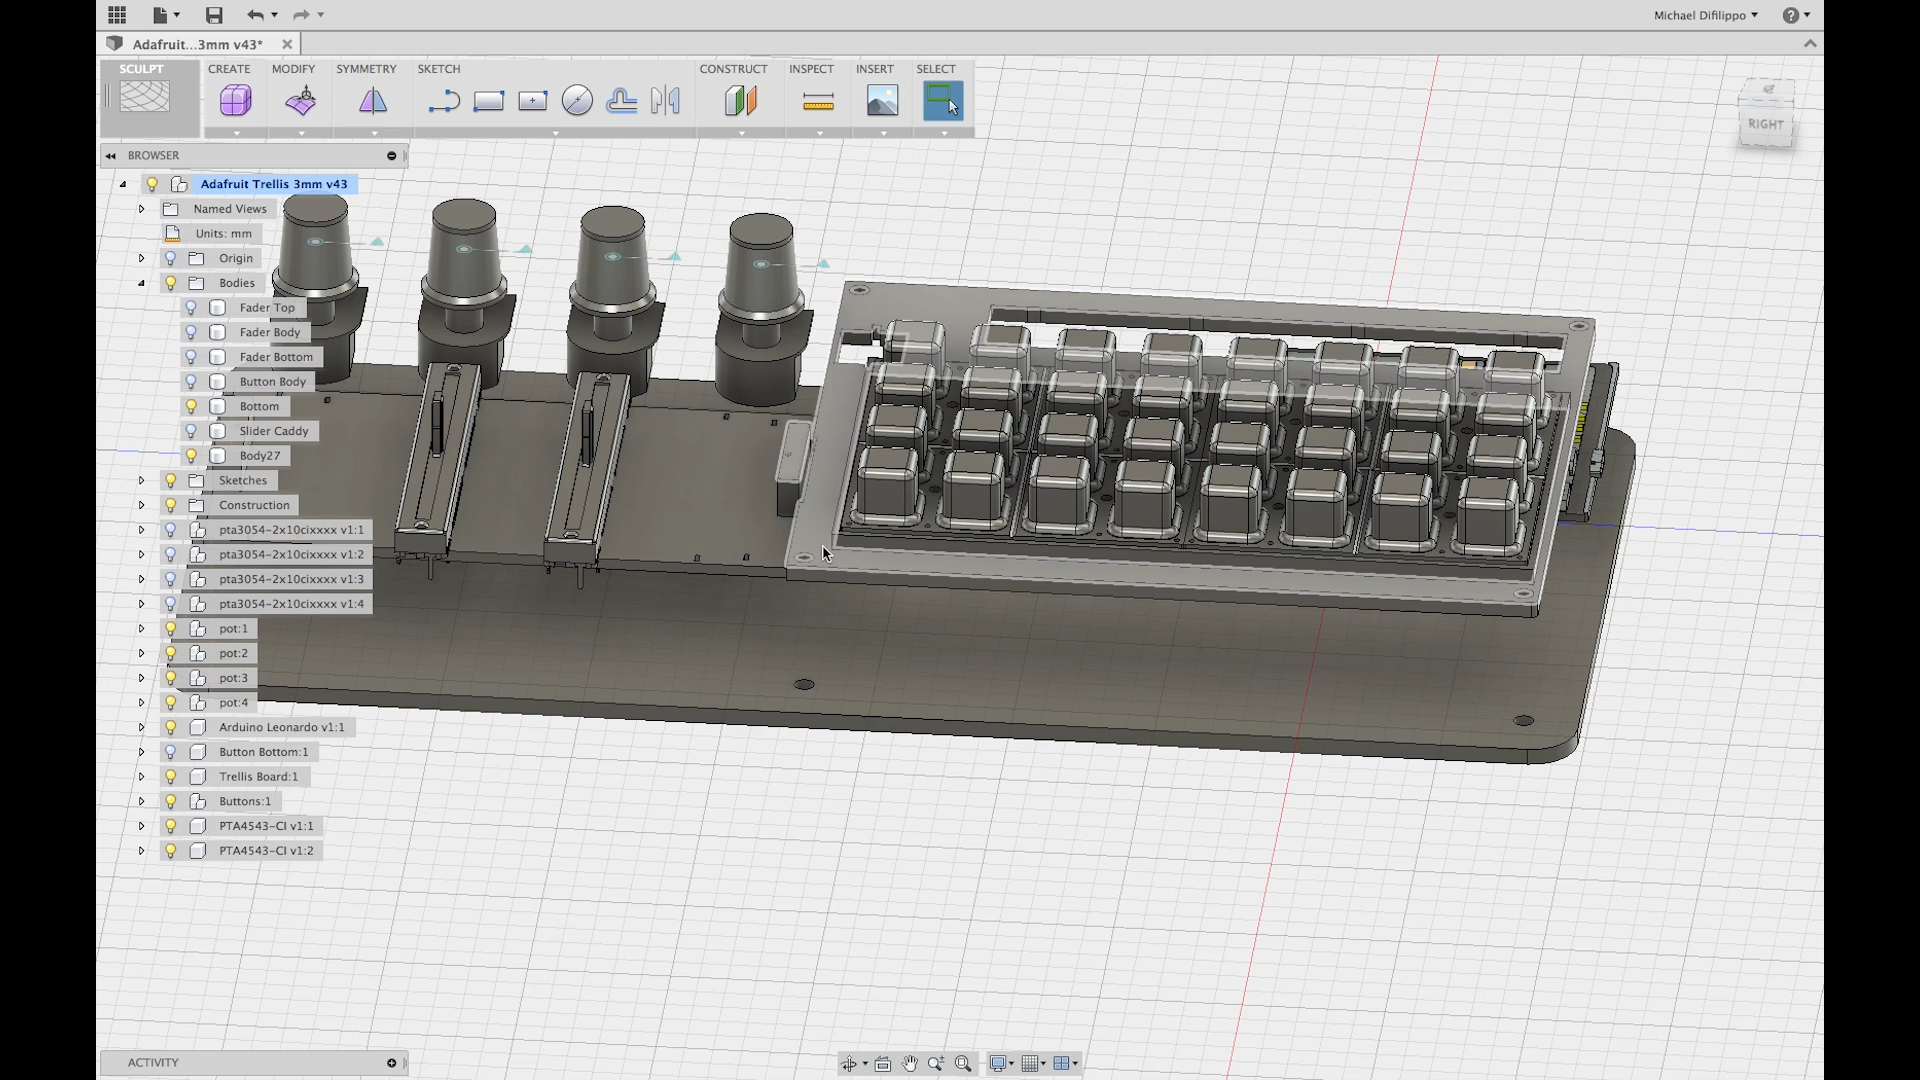 Michael Difilippo
Adafruit...3mm v43*
SCULPT
CREATE
MODIFY
SYMMETRY
SKETCH
CONSTRUCT
INSPECT
INSERT
SELECT
RIGHT
BROWSER
Adafruit Trellis 3mm v43
Named Views
Units: mm
Origin
Bodies
Fader Top
Fader Body
Fader Bottom
Button Body
Bottom
Slider Caddy
Body27
Sketches
Construction
pta3054-2x10cixxxx v1:1
pta3054-2x10cixxxx v1:2
pta3054-2x10cixxxx v1:3
pta3054-2x10cixxxx v1:4
pot:1
pot:2
pot:3
pot:4
Arduino Leonardo v1:1
Button Bottom:1
Trellis Board:1
Buttons:1
PTA4543-CI v1:1
PTA4543-CI v1:2
ACTIVITY